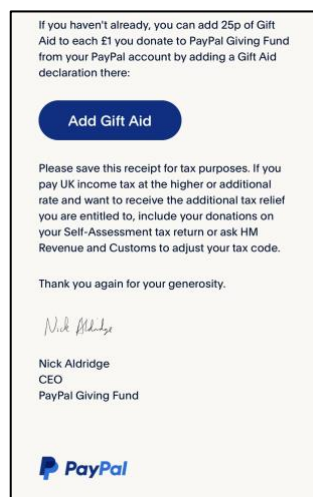 If you haven't already, you can add 25p of Gift
Aid to each £1 you donate to PayPal Giving Fund
from your PayPal account by adding a Gift Aid
declaration there:
Add Gift Aid
Please save this receipt for tax purposes. If you
pay UK income tax at the higher or additional
rate and want to receive the additional tax relief
you are entitled to, include your donations on
your Self-Assessment tax return or ask HM
Revenue and Customs to adjust your tax code.
Thank you again for your generosity.
Nick Aldridge
Nick Aldridge
CEO
PayPal Giving Fund
PayPal